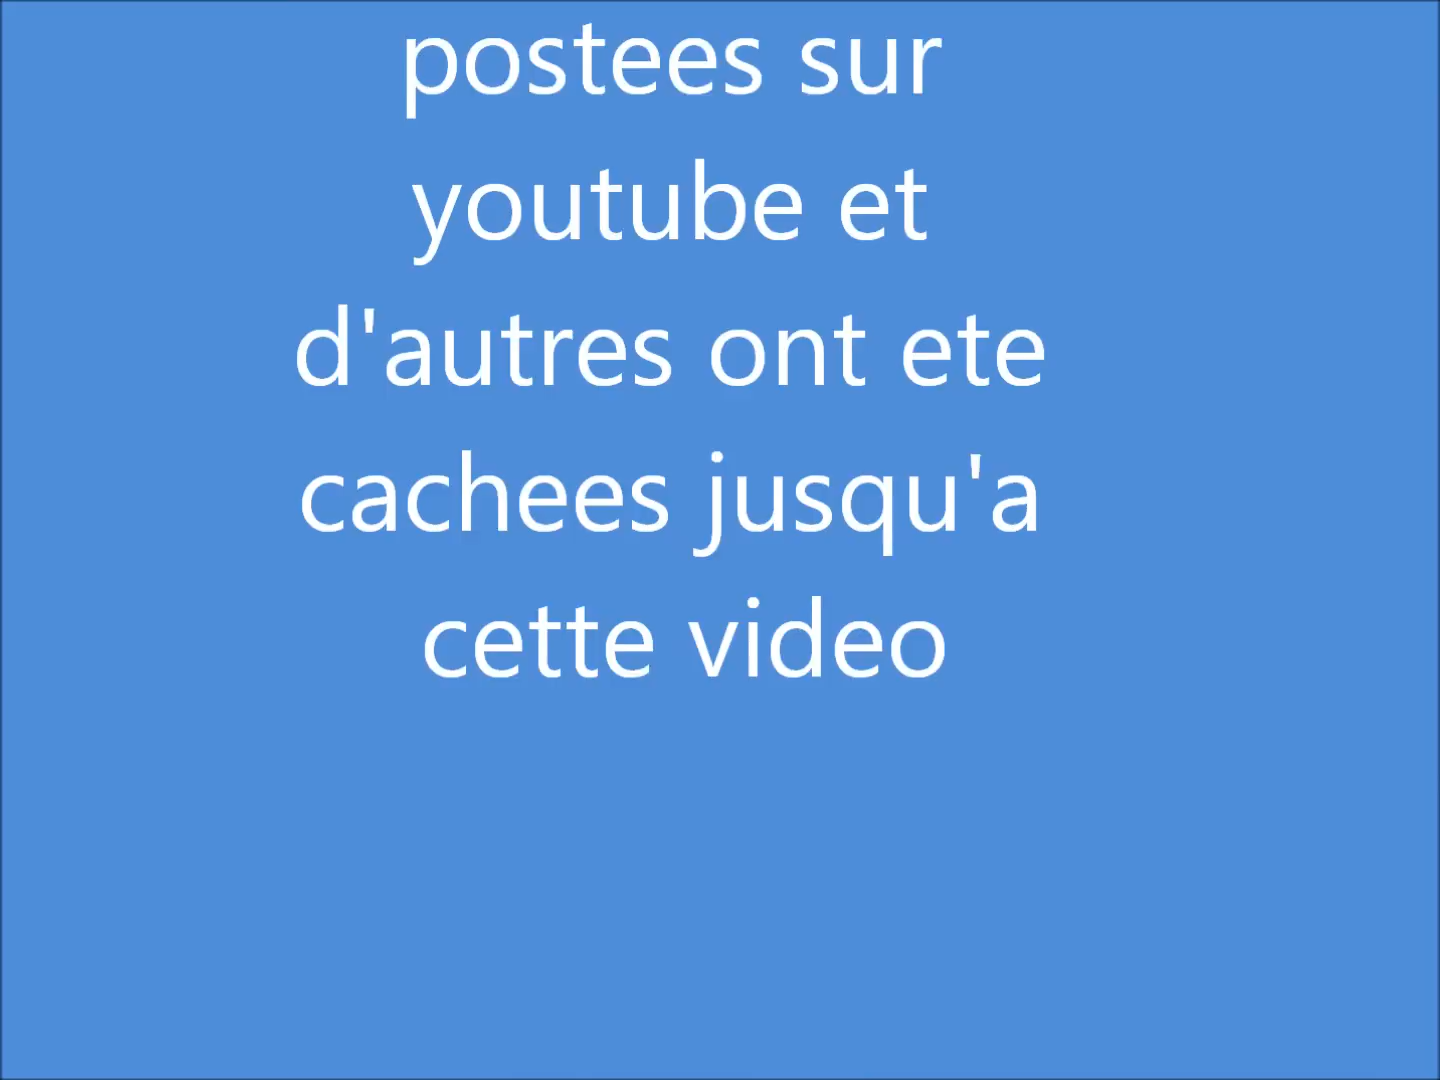 postees sur
youtube et
d'autres ont ete
cachees jusqu'a
cette video